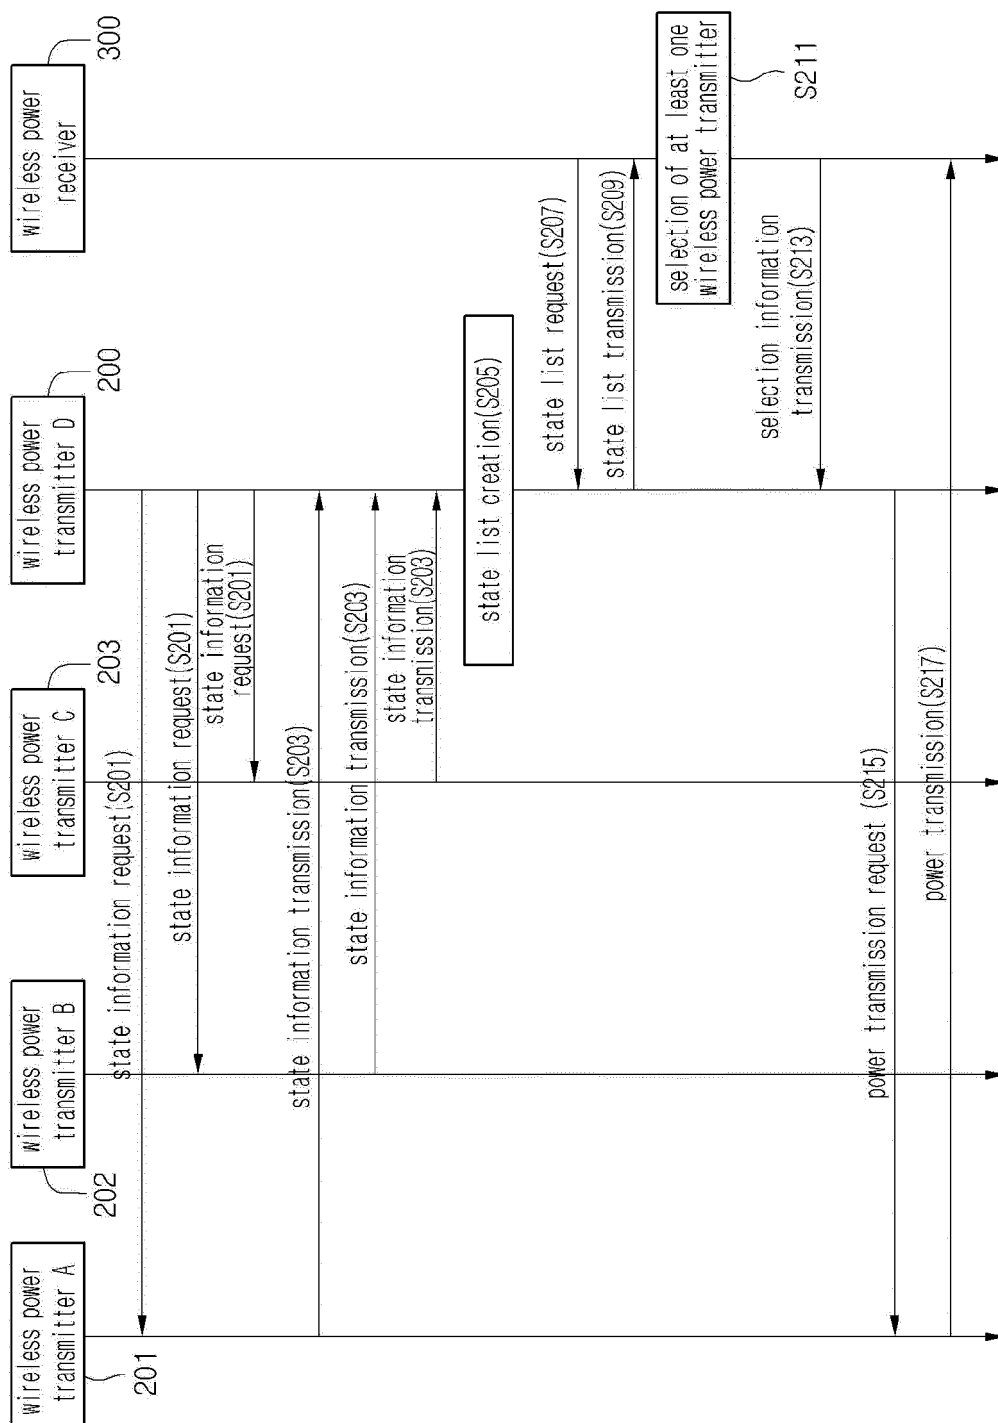 wireless power
transmitter A
201
wireless power
transmitter B
202
wireless power
transmitter C
203
wireless power
transmitter D
200
wireless power
receiver
300
state information request(S201)
state information request(S201)
state information
request(S201)
state information transmission(S203)
state information transmission(S203)
state information
transmission(S203)
state list creation(S205)
state list request(S207)
state list transmission(S209)
selection of at least one
wireless power transmitter
S211
selection information
transmission(S213)
power transmission request (S215)
power transmission(S217)